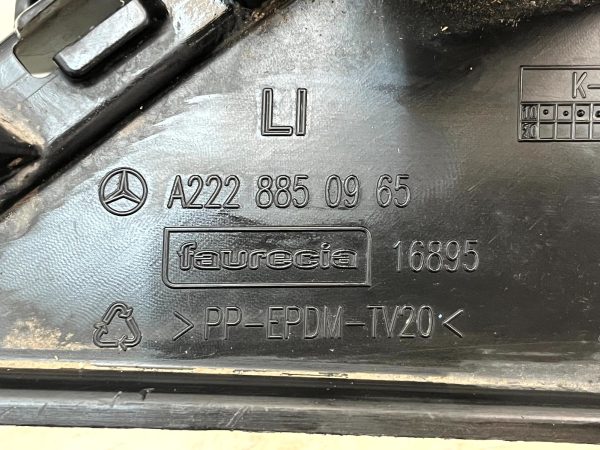 LI
K-
A222 885 09 65
faurecia 16895
>PP-EPDM-TV20<